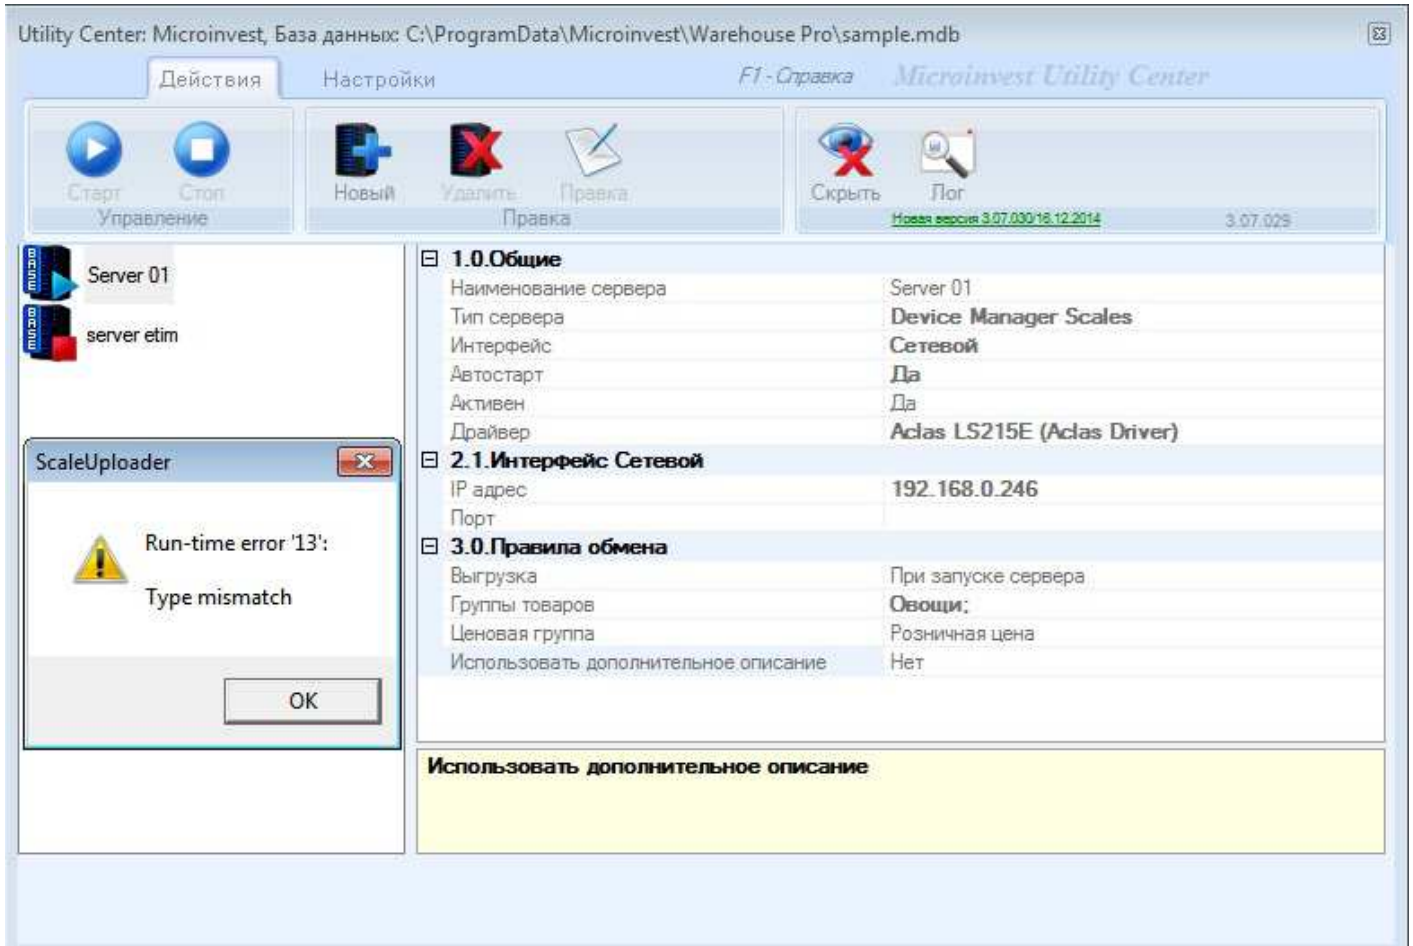 Utility Center: Microinvest, База данных: C:\ProgramData\Microinvest\Warehouse Pro\sample.mdb
Действия Настройки F1 - Справка Microinvest Utility Center
Старт Стоп Новый Удалить Правка Скрыть Лог
Управление Правка Новая версия 3.07.030/16.12.2014 3.07.029
BASE Server 01
BASE server etim
1.0.Общие
Наименование сервера Server 01
Тип сервера Device Manager Scales
Интерфейс Сетевой
Автостарт Да
Активен Да
Драйвер Aclas LS215E (Aclas Driver)
2.1.Интерфейс Сетевой
IP адрес 192.168.0.246
Порт
3.0.Правила обмена
Выгрузка При запуске сервера
Группы товаров Овощи;
Ценовая группа Розничная цена
Использовать дополнительное описание Нет
ScaleUploader
Run-time error '13':
Type mismatch
OK
Использовать дополнительное описание